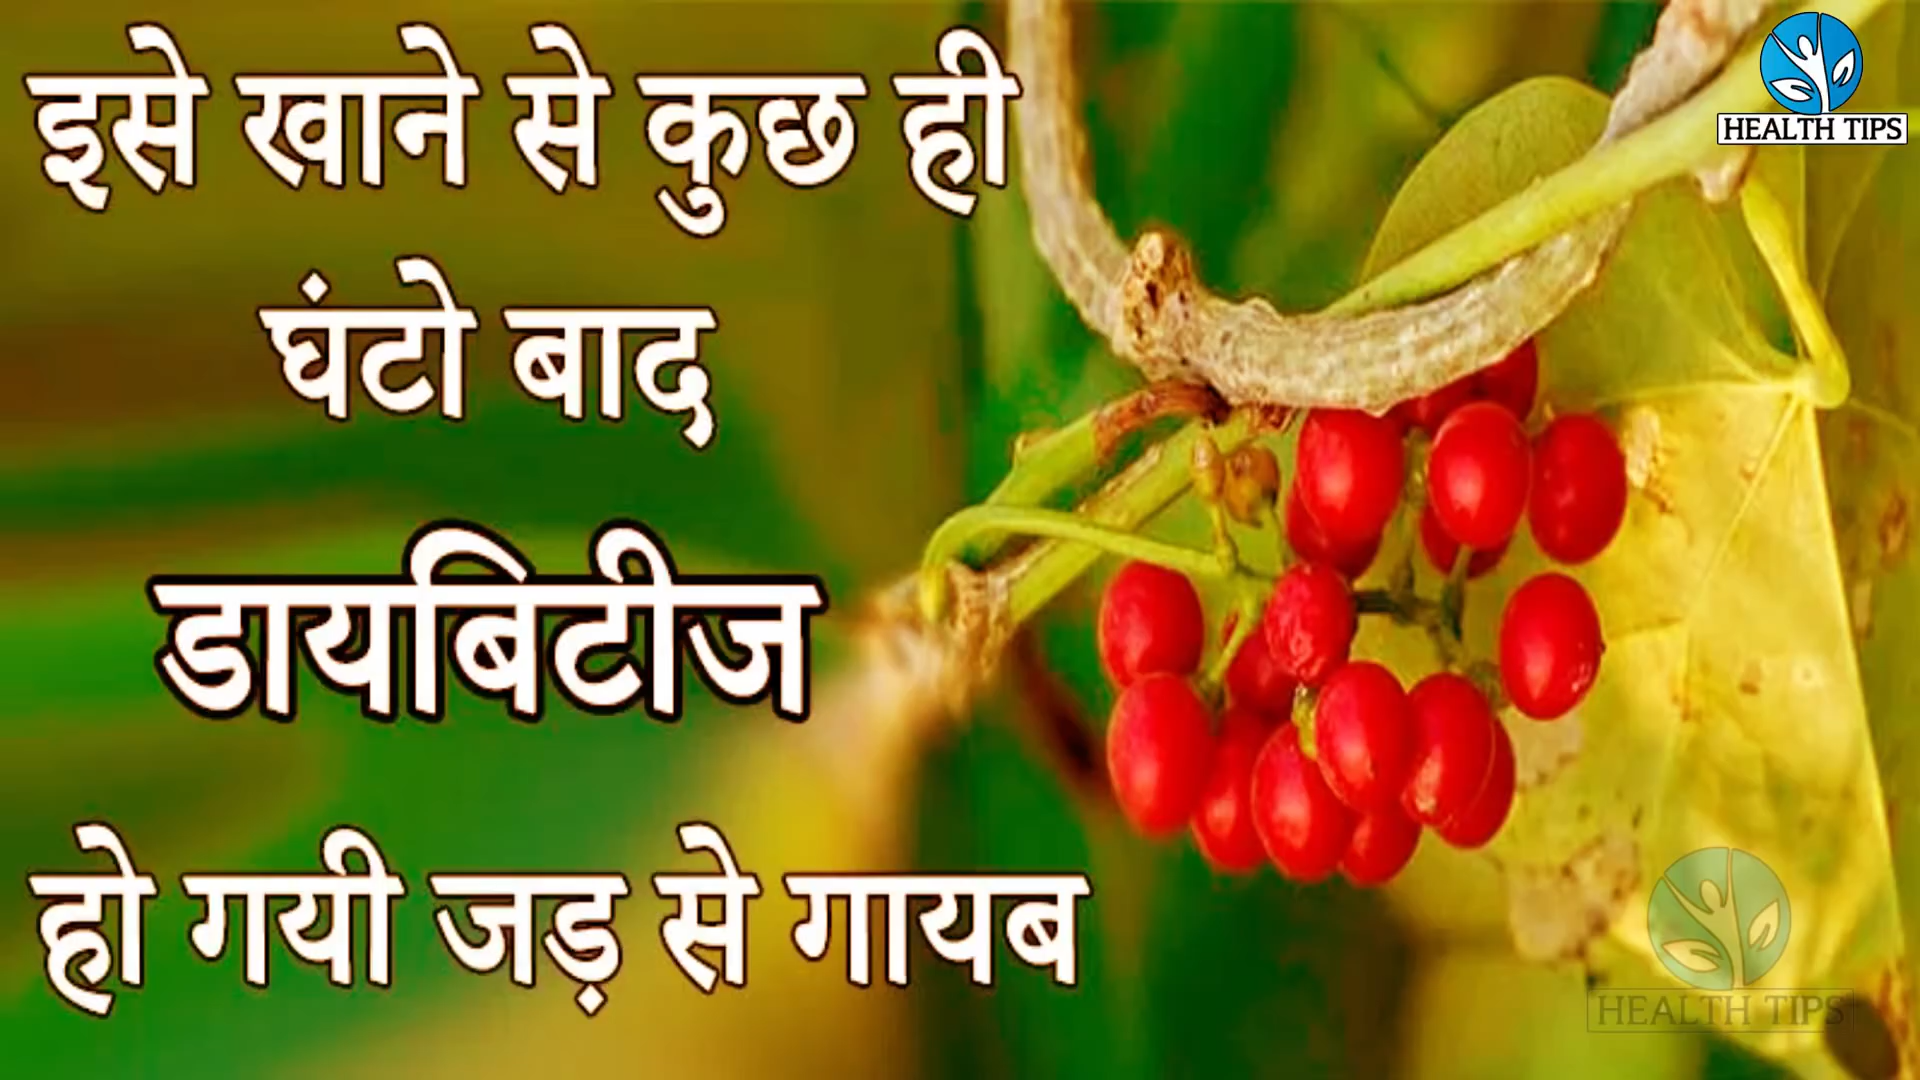 इसे खाने से कुछ ही
घंटो बाद
डायबिटीज
हो गयी जड़ से गायब
HEALTH TIPS
HEALTH TIPS